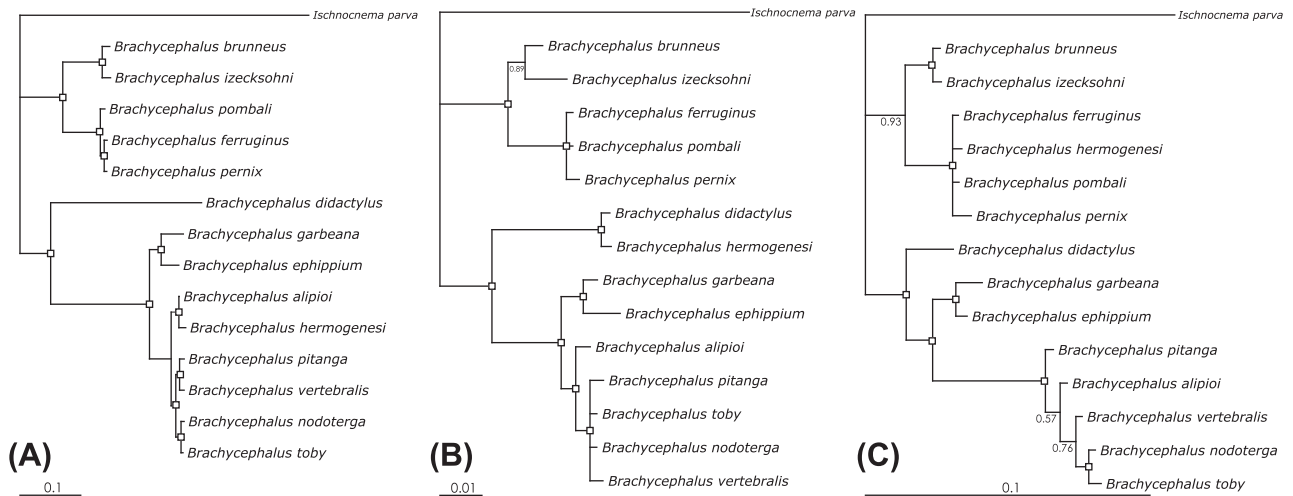 Ischnocnema parva
Brachycephalus brunneus
Brachycephalus izecksohni
Brachycephalus pombali
Brachycephalus ferruginus
Brachycephalus pernix
Brachycephalus didactylus
Brachycephalus garbeana
Brachycephalus ephippium
Brachycephalus alipioi
Brachycephalus hermogenesi
Brachycephalus pitanga
Brachycephalus vertebralis
Brachycephalus nodoterga
Brachycephalus toby
(A)
0.1
Ischnocnema parva
Brachycephalus brunneus
0.89
Brachycephalus izecksohni
Brachycephalus ferruginus
Brachycephalus pombali
Brachycephalus pernix
Brachycephalus didactylus
Brachycephalus hermogenesi
Brachycephalus garbeana
Brachycephalus ephippium
Brachycephalus alipioi
Brachycephalus pitanga
Brachycephalus toby
Brachycephalus nodoterga
Brachycephalus vertebralis
(B)
0.01
Ischnocnema parva
Brachycephalus brunneus
Brachycephalus izecksohni
Brachycephalus ferruginus
0.93
Brachycephalus hermogenesi
Brachycephalus pombali
Brachycephalus pernix
Brachycephalus didactylus
Brachycephalus garbeana
Brachycephalus ephippium
Brachycephalus pitanga
Brachycephalus alipioi
0.57
Brachycephalus vertebralis
0.76
Brachycephalus nodoterga
Brachycephalus toby
(C)
0.1